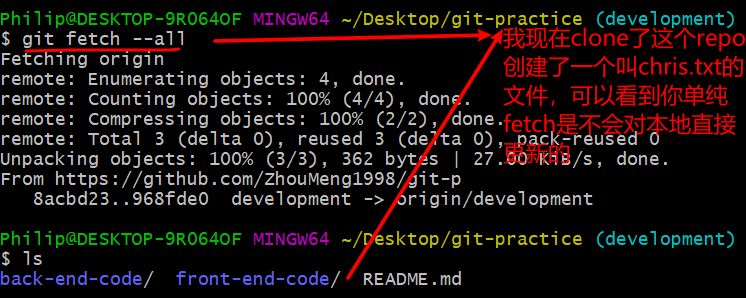 Philip@DESKTOP-9RO64OF MINGW64 ~/Desktop/git-practice (development)
$ git fetch --all
Fetching origin
remote: Enumerating objects: 4, done.
remote: Counting objects: 100% (4/4), done.
remote: Compressing objects: 100% (2/2), done.
remote: Total 3 (delta 0), reused 3 (delta 0), pack-reused 0
Unpacking objects: 100% (3/3), 362 bytes | 27.00 KiB/s, done.
From https://github.com/ZhouMeng1998/git-p
8acbd23..968fde0 development -> origin/development
我现在clone了这个repo
创建了一个叫chris.txt的
文件，可以看到你单纯
fetch是不会对本地直接
更新的
Philip@DESKTOP-9RO64OF MINGW64 ~/Desktop/git-practice (development)
$ ls
back-end-code/ front-end-code/ README.md